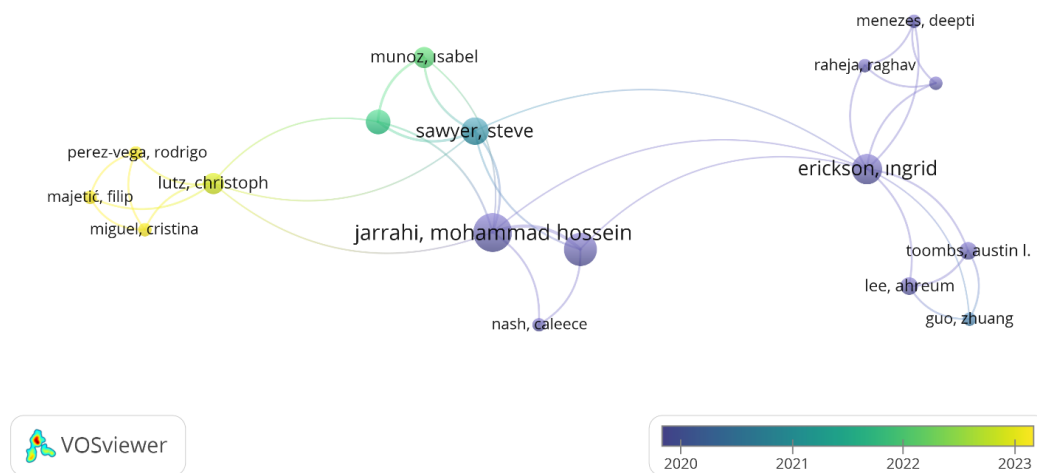 menezes, deepti
munoz, ısabel
raheja, raghav
sawyer, steve
perez-vega, rodrigo
erickson, ıngrid
lutz, christoph
majetić, filip
miguel, cristina
jarrahi, mohammad hossein
toombs, austin l.
lee, ahreum
nash, caleece
guo, zhuang
VOSviewer
2020 2021 2022 2023